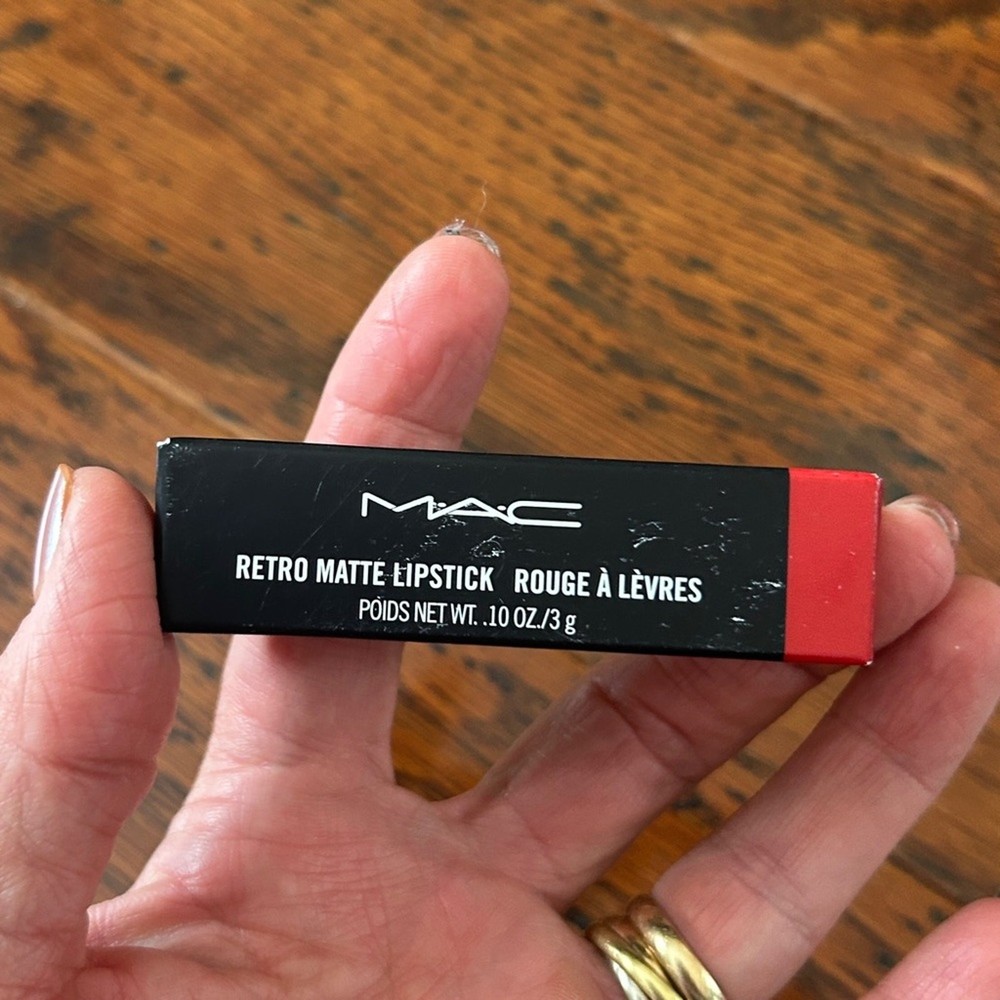 M·A·C
RETRO MATTE LIPSTICK ROUGE À LÈVRES
POIDS NET WT. .10 OZ./3 g